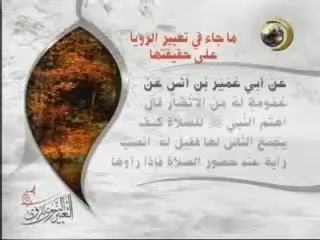 ما جاء في تعبير الرويا
على حقيقتها
عن أبي عمير بن أنس عن
عمومة له من الأنصار قال
اهتم النبي ﷺ للصلاة كيف
يجمع الناس لها فقيل له: انصب
راية عند حضور الصلاة فإذا رأوها